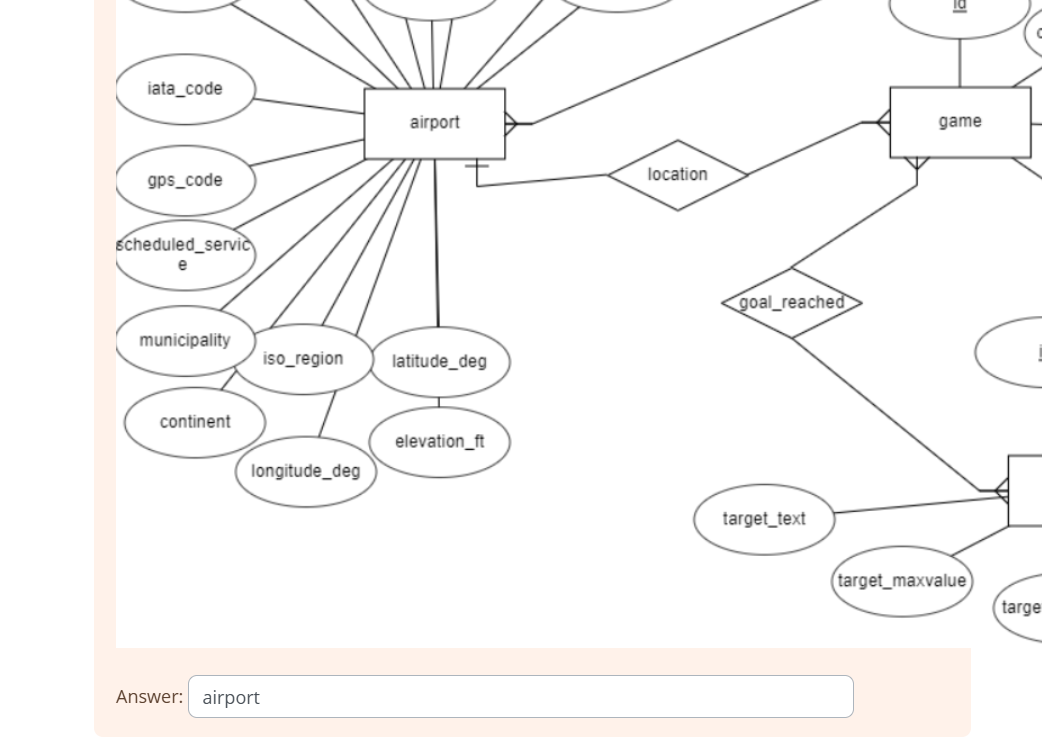 id
iata_code
airport
game
location
gps_code
scheduled_servic
e
goal_reached
municipality
iso_region
latitude_deg
continent
elevation_ft
longitude_deg
target_text
target_maxvalue
targe
Answer: airport